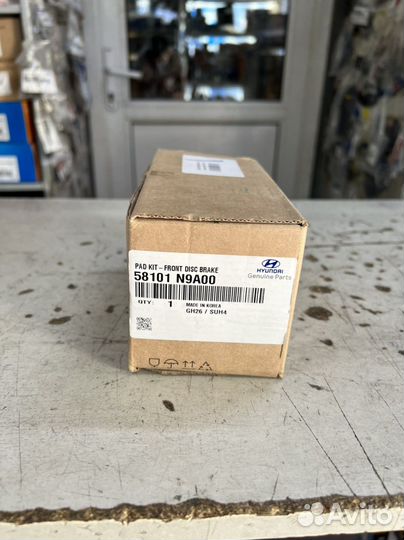 PAD KIT - FRONT DISC BRAKE
58101 N9A00
HYUNDAI
Genuine Parts
QTY 1 MADE IN KOREA
GH26 / SUH4
Avito